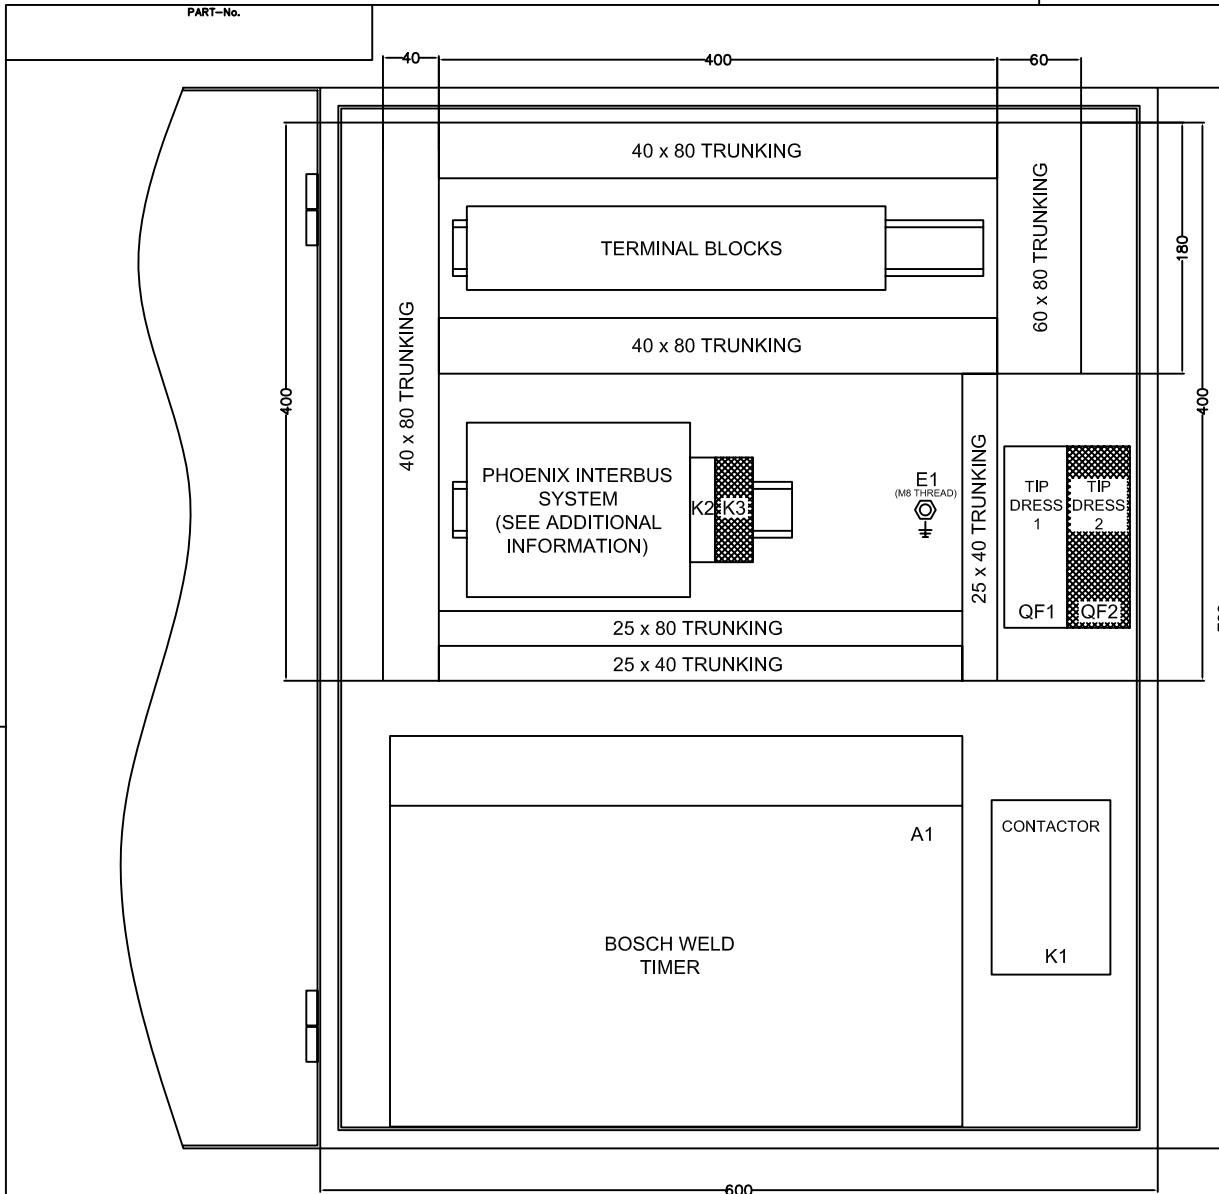 PART-No.
40
400
60
40 x 80 TRUNKING
60 x 80 TRUNKING
180
TERMINAL BLOCKS
40 x 80 TRUNKING
40 x 80 TRUNKING
400
400
PHOENIX INTERBUS
SYSTEM
(SEE ADDITIONAL
INFORMATION)
K2
K3
E1
(M8 THREAD)
25 x 40 TRUNKING
TIP
DRESS
1
QF1
TIP
DRESS
2
QF2
25 x 80 TRUNKING
25 x 40 TRUNKING
A1
BOSCH WELD
TIMER
CONTACTOR
K1
600